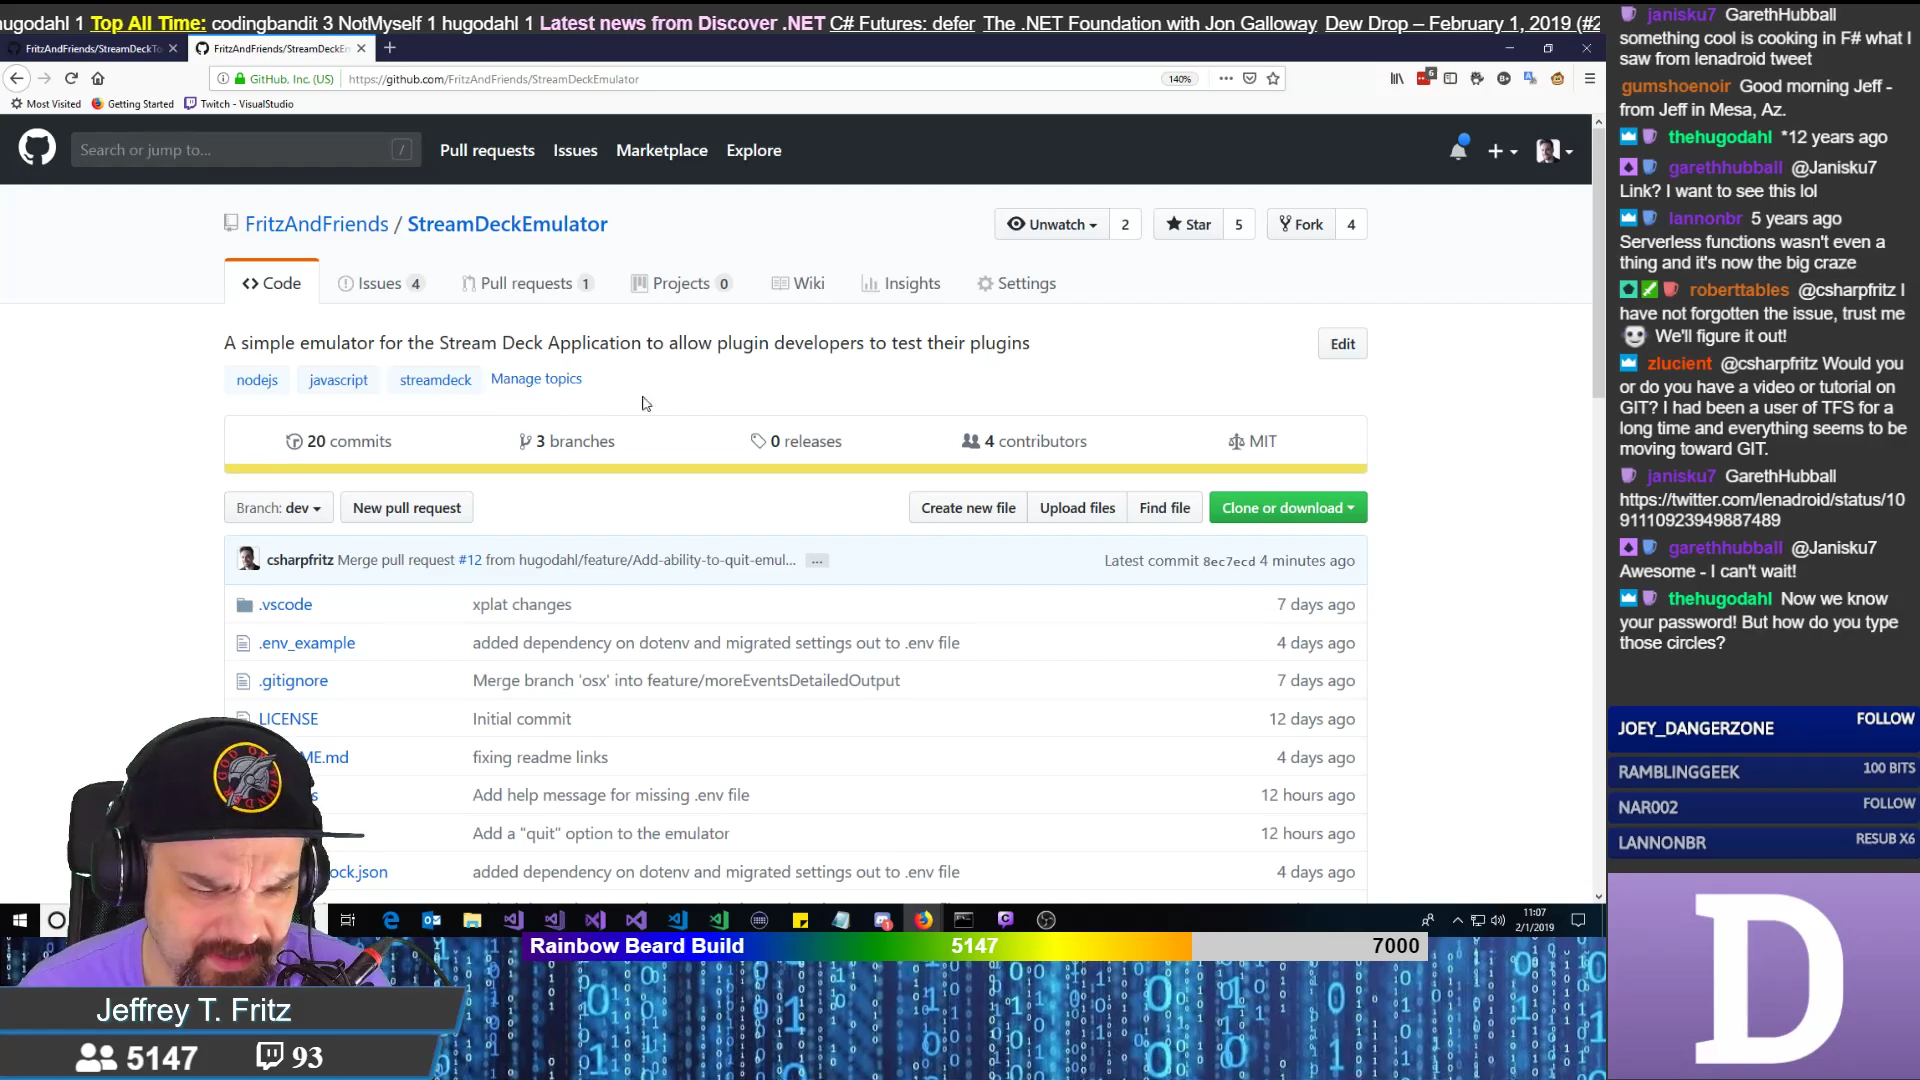 hugodahl 1 Top All Time: codingbandit 3 NotMyself 1 hugodahl 1 Latest news from Discover .NET C# Futures: defer The .NET Foundation with Jon Galloway Dew Drop – February 1, 2019 (#2
FritzAndFriends/StreamDeckTo
FritzAndFriends/StreamDeckEm
GitHub, Inc. (US)
https://github.com/FritzAndFriends/StreamDeckEmulator
140%
6
Most Visited
Getting Started
Twitch - VisualStudio
Search or jump to...
/
Pull requests
Issues
Marketplace
Explore
FritzAndFriends / StreamDeckEmulator
Unwatch 2
Star 5
Fork 4
Code
Issues 4
Pull requests 1
Projects 0
Wiki
Insights
Settings
A simple emulator for the Stream Deck Application to allow plugin developers to test their plugins
Edit
nodejs
javascript
streamdeck
Manage topics
20 commits
3 branches
0 releases
4 contributors
MIT
Branch: dev
New pull request
Create new file
Upload files
Find file
Clone or download
csharpfritz Merge pull request #12 from hugodahl/feature/Add-ability-to-quit-emul... ...
Latest commit 8ec7ecd 4 minutes ago
.vscode xplat changes 7 days ago
.env_example added dependency on dotenv and migrated settings out to .env file 4 days ago
.gitignore Merge branch 'osx' into feature/moreEventsDetailedOutput 7 days ago
LICENSE Initial commit 12 days ago
ME.md fixing readme links 4 days ago
s Add help message for missing .env file 12 hours ago
Add a "quit" option to the emulator 12 hours ago
ock.json added dependency on dotenv and migrated settings out to .env file 4 days ago
11:07
2/1/2019
Rainbow Beard Build 5147 7000
GOD OF THUNDER
Jeffrey T. Fritz
5147 93
janisku7 GarethHubball
something cool is cooking in F# what I
saw from lenadroid tweet
gumshoenoir Good morning Jeff -
from Jeff in Mesa, Az.
thehugodahl *12 years ago
garethhubball @Janisku7
Link? I want to see this lol
lannonbr 5 years ago
Serverless functions wasn't even a
thing and it's now the big craze
roberttables @csharpfritz I
have not forgotten the issue, trust me
We'll figure it out!
zlucient @csharpfritz Would you
or do you have a video or tutorial on
GIT? I had been a user of TFS for a
long time and everything seems to be
moving toward GIT.
janisku7 GarethHubball
https://twitter.com/lenadroid/status/10
91110923949887489
garethhubball @Janisku7
Awesome - I can't wait!
thehugodahl Now we know
your password! But how do you type
those circles?
JOEY_DANGERZONE FOLLOW
RAMBLINGGEEK 100 BITS
NAR002 FOLLOW
LANNONBR RESUB X6
D